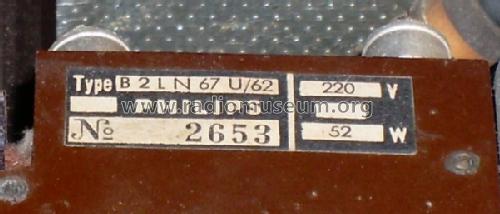 Type B 2 L N 67 U/62 220 V
© www.radiomuseum.org
№ 2653 52 W